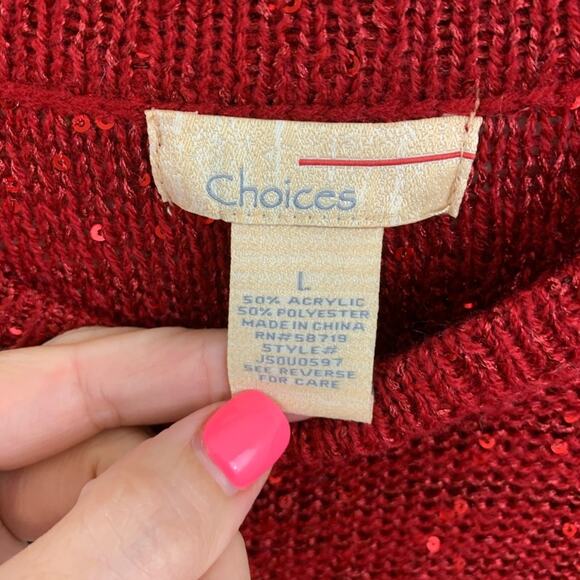 Choices
L
50% ACRYLIC
50% POLYESTER
MADE IN CHINA
RN#58719
STYLE#
JS0U0597
SEE REVERSE
FOR CARE